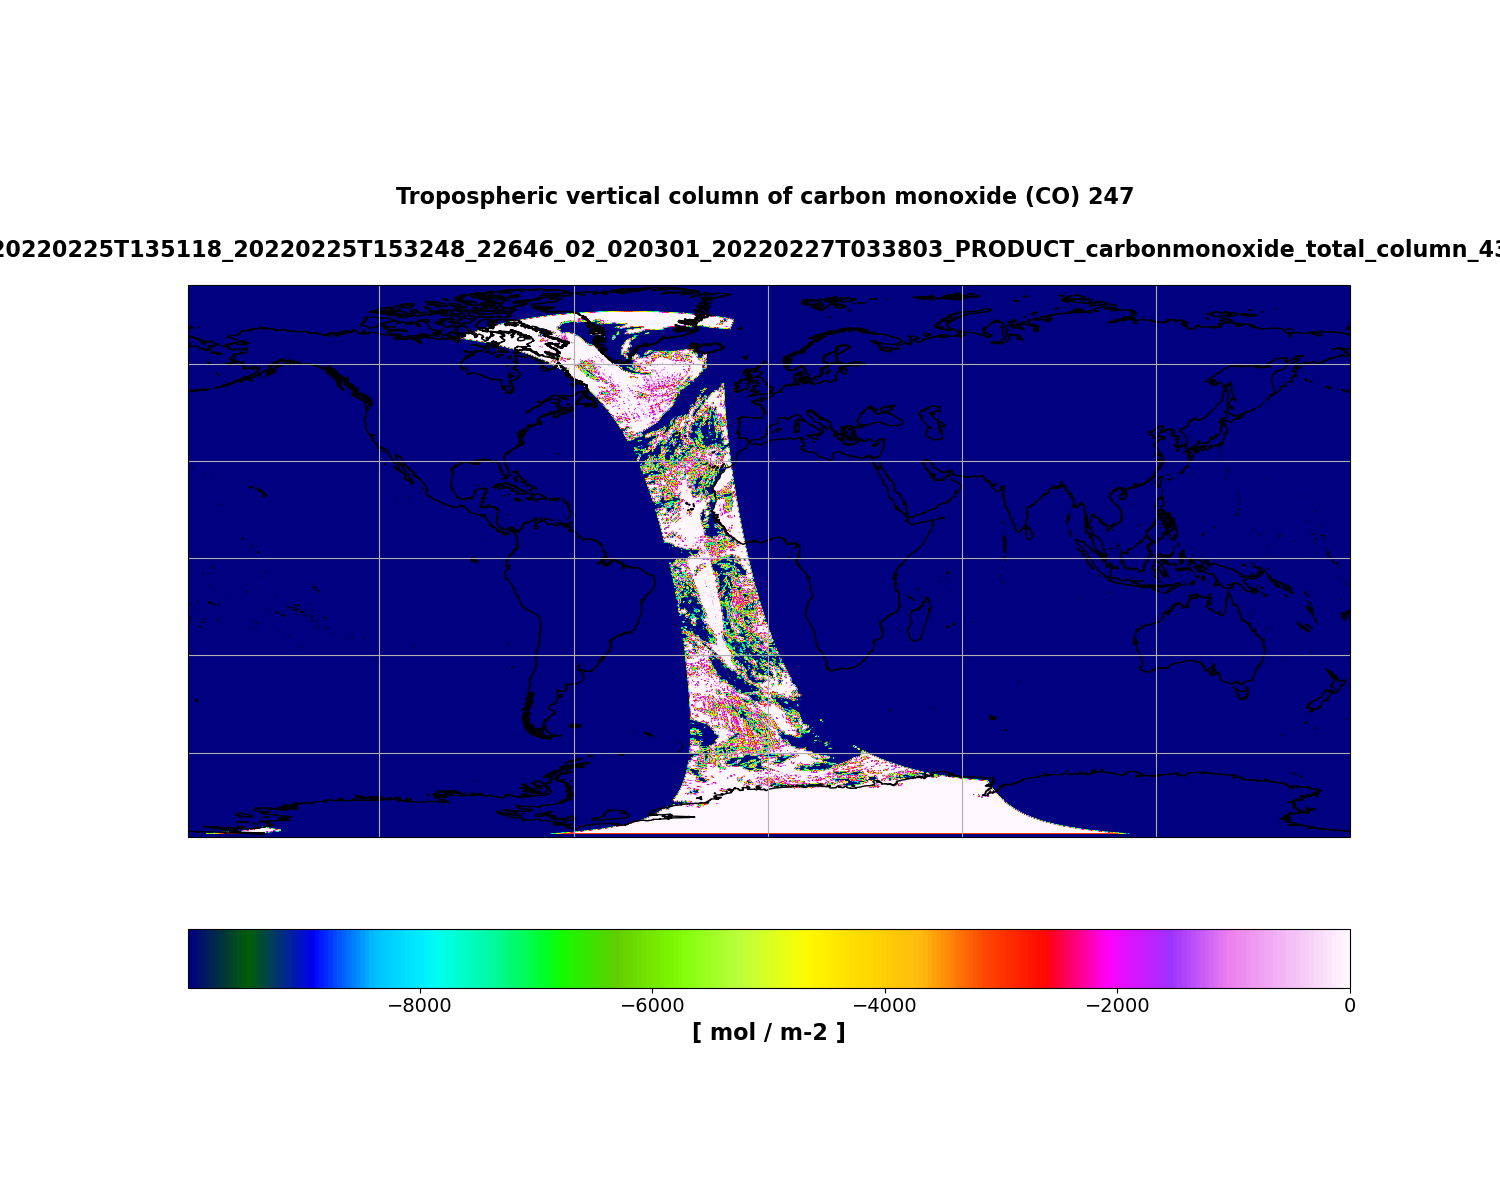 Tropospheric vertical column of carbon monoxide (CO) 247
20220225T135118_20220225T153248_22646_02_020301_20220227T033803_PRODUCT_carbonmonoxide_total_column_43
−8000 −6000 −4000 −2000 0
[ mol / m-2 ]